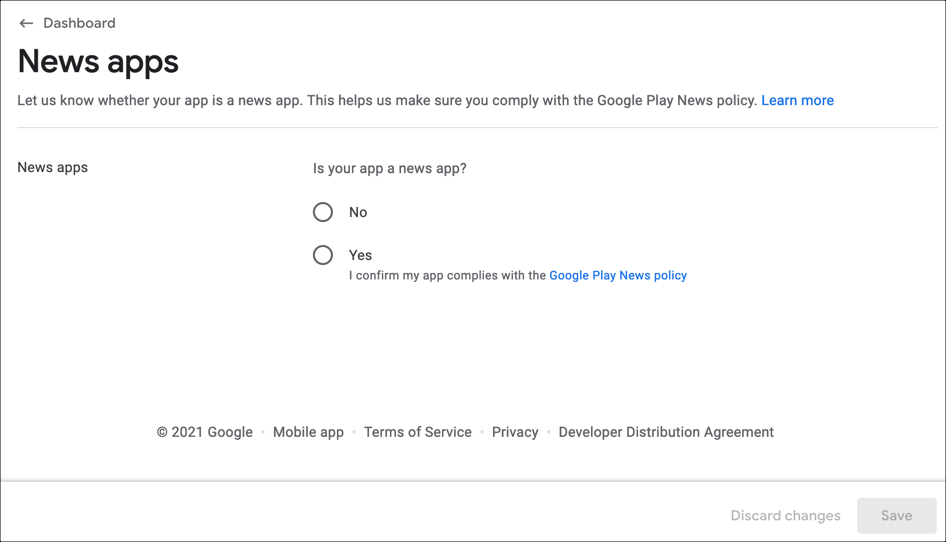 ← Dashboard
News apps
Let us know whether your app is a news app. This helps us make sure you comply with the Google Play News policy. Learn more
News apps
Is your app a news app?
No
Yes
I confirm my app complies with the Google Play News policy
© 2021 Google • Mobile app • Terms of Service • Privacy • Developer Distribution Agreement
Discard changes Save